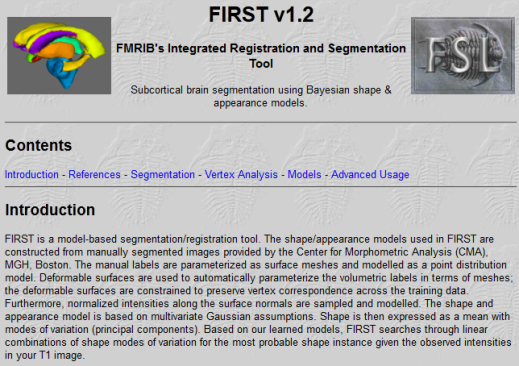 FIRST v1.2
FMRIB's Integrated Registration and Segmentation
Tool
Subcortical brain segmentation using Bayesian shape &
appearance models.
FSL
Contents
Introduction - References - Segmentation - Vertex Analysis - Models - Advanced Usage
Introduction
FIRST is a model-based segmentation/registration tool. The shape/appearance models used in FIRST are
constructed from manually segmented images provided by the Center for Morphometric Analysis (CMA),
MGH, Boston. The manual labels are parameterized as surface meshes and modelled as a point distribution
model. Deformable surfaces are used to automatically parameterize the volumetric labels in terms of meshes;
the deformable surfaces are constrained to preserve vertex correspondence across the training data.
Furthermore, normalized intensities along the surface normals are sampled and modelled. The shape and
appearance model is based on multivariate Gaussian assumptions. Shape is then expressed as a mean with
modes of variation (principal components). Based on our learned models, FIRST searches through linear
combinations of shape modes of variation for the most probable shape instance given the observed intensities
in your T1 image.